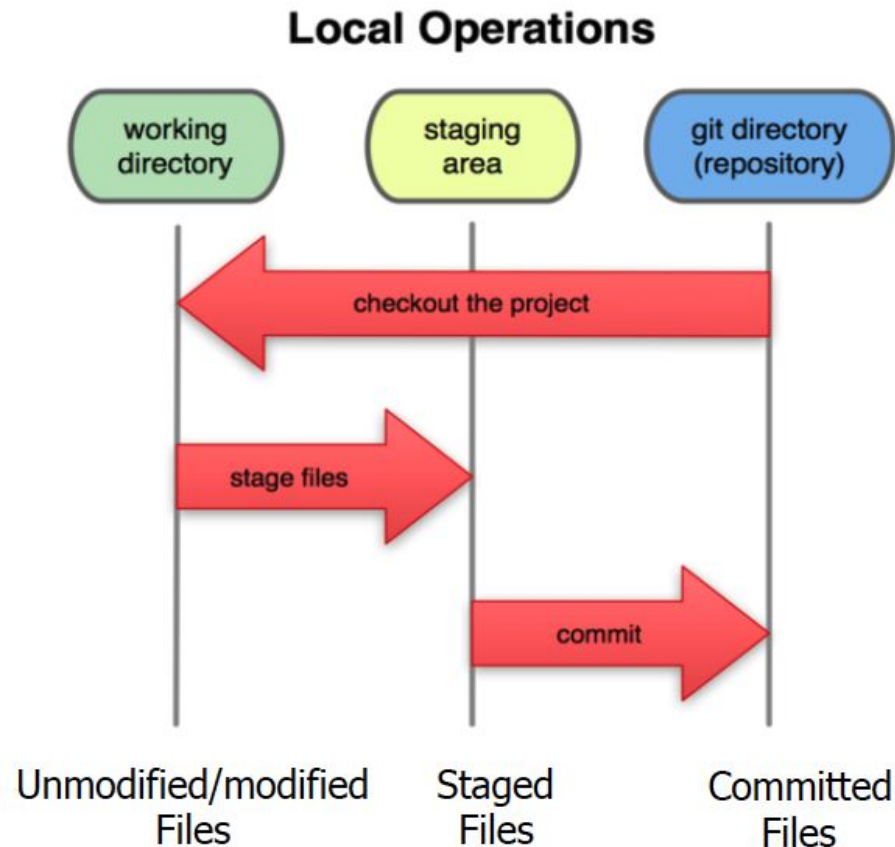 Local Operations
working
directory
staging
area
git directory
(repository)
checkout the project
stage files
commit
Unmodified/modified
Files
Staged
Files
Committed
Files